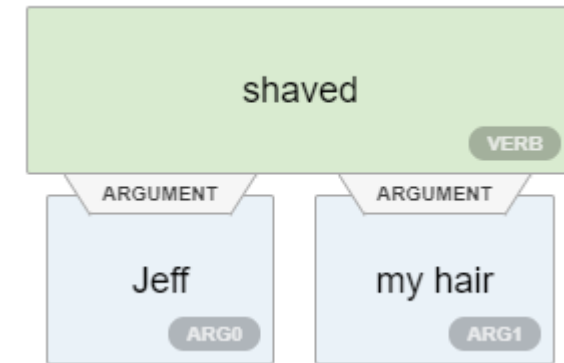 shaved
VERB
ARGUMENT ARGUMENT
Jeff my hair
ARG0 ARG1